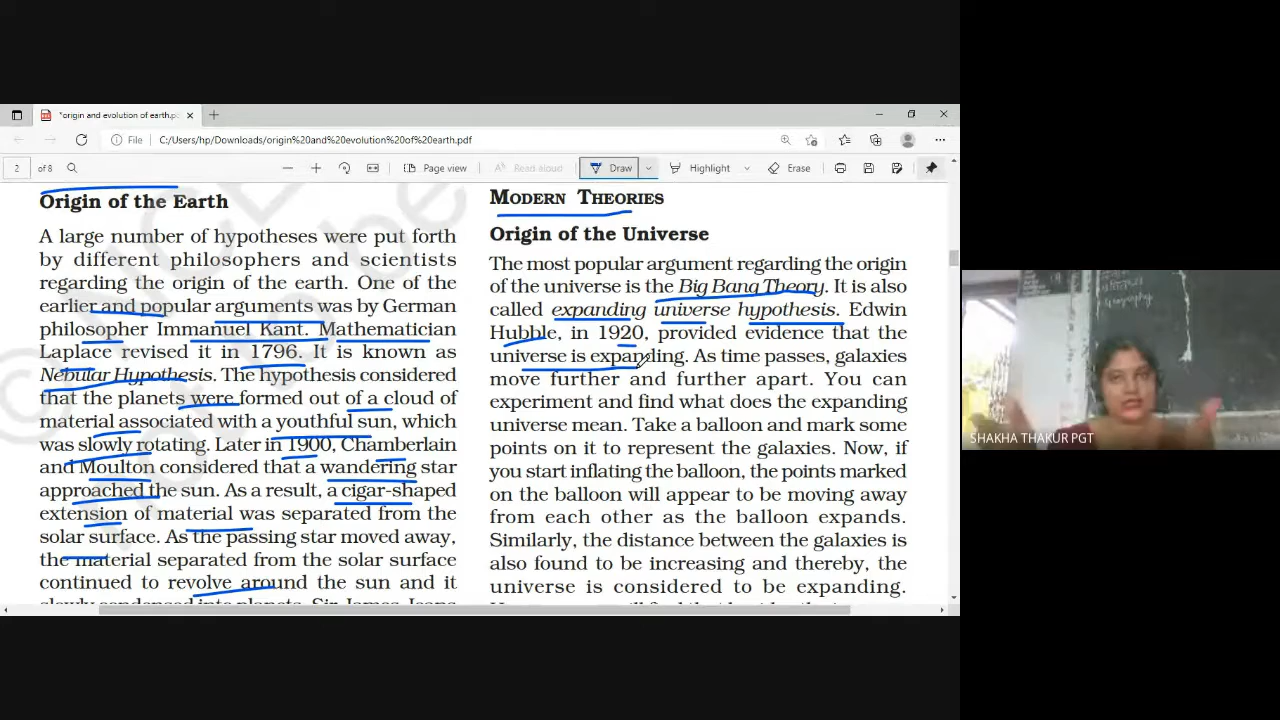 *origin and evolution of earth.p
File C:/Users/hp/Downloads/origin%20and%20evolution%20of%20earth.pdf
2 of 8 Page view Read aloud Draw Highlight Erase
Origin of the Earth
A large number of hypotheses were put forth
by different philosophers and scientists
regarding the origin of the earth. One of the
earlier and popular arguments was by German
philosopher Immanuel Kant. Mathematician
Laplace revised it in 1796. It is known as
Nebular Hypothesis. The hypothesis considered
that the planets were formed out of a cloud of
material associated with a youthful sun, which
was slowly rotating. Later in 1900, Chamberlain
and Moulton considered that a wandering star
approached the sun. As a result, a cigar-shaped
extension of material was separated from the
solar surface. As the passing star moved away,
the material separated from the solar surface
continued to revolve around the sun and it
slowly condensed into planets. Sir James Jeans
MODERN THEORIES
Origin of the Universe
The most popular argument regarding the origin
of the universe is the Big Bang Theory. It is also
called expanding universe hypothesis. Edwin
Hubble, in 1920, provided evidence that the
universe is expanding. As time passes, galaxies
move further and further apart. You can
experiment and find what does the expanding
universe mean. Take a balloon and mark some
points on it to represent the galaxies. Now, if
you start inflating the balloon, the points marked
on the balloon will appear to be moving away
from each other as the balloon expands.
Similarly, the distance between the galaxies is
also found to be increasing and thereby, the
universe is considered to be expanding.
SHAKHA THAKUR PGT